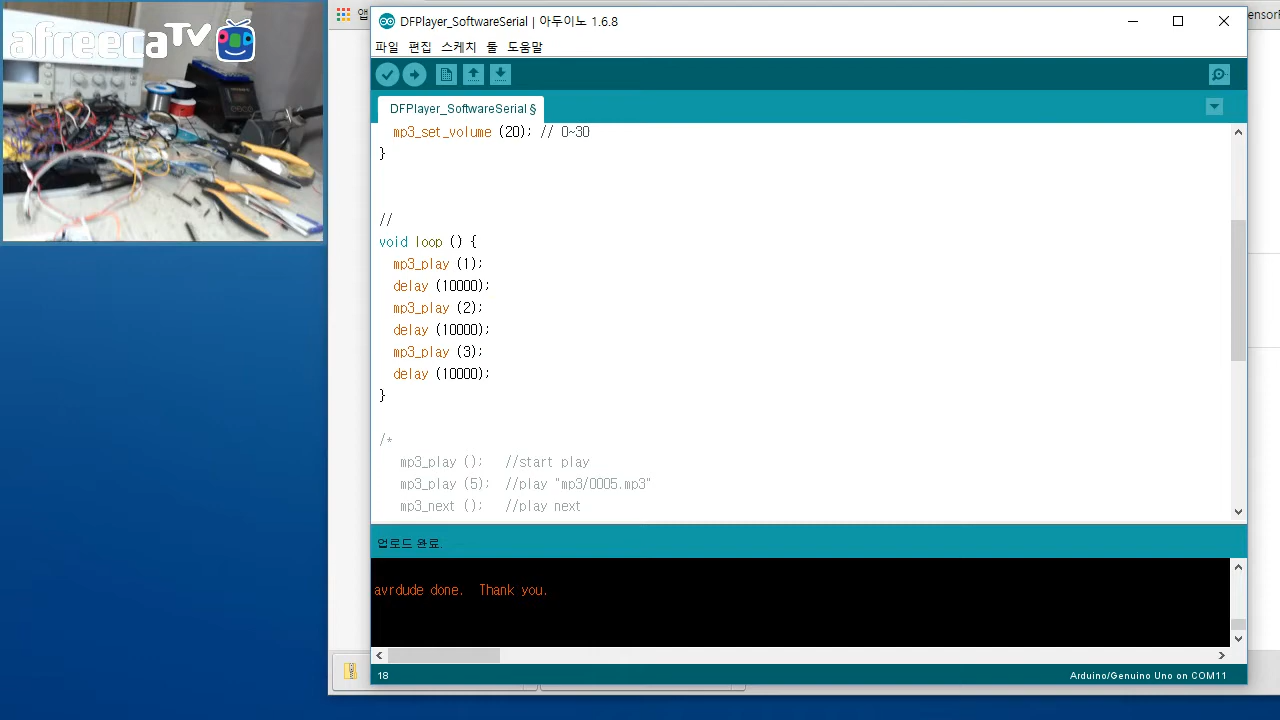 afreecaTV
앱
DFPlayer_SoftwareSerial | 아두이노 1.6.8
파일 편집 스케치 툴 도움말
DFPlayer_SoftwareSerial §
mp3_set_volume (20); // 0~30
}
//
void loop () {
mp3_play (1);
delay (10000);
mp3_play (2);
delay (10000);
mp3_play (3);
delay (10000);
}
/*
mp3_play (); //start play
mp3_play (5); //play "mp3/0005.mp3"
mp3_next (); //play next
업로드 완료.
avrdude done. Thank you.
18
Arduino/Genuino Uno on COM11